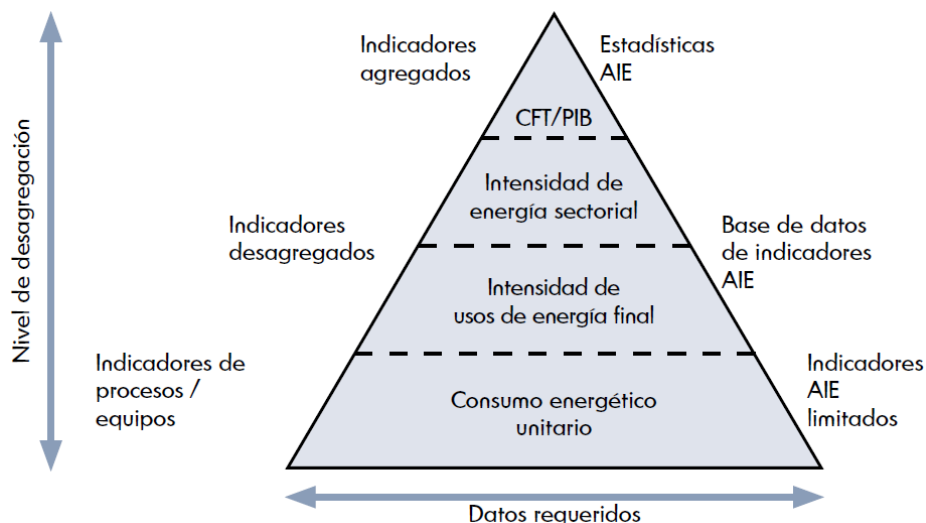 Indicadores
agregados
Estadísticas
AIE
CFT/PIB
Nivel de desagregación
Intensidad de
energía sectorial
Indicadores
desagregados
Base de datos
de indicadores
AIE
Intensidad de
usos de energía final
Indicadores de
procesos /
equipos
Consumo energético
unitario
Indicadores
AIE
limitados
Datos requeridos